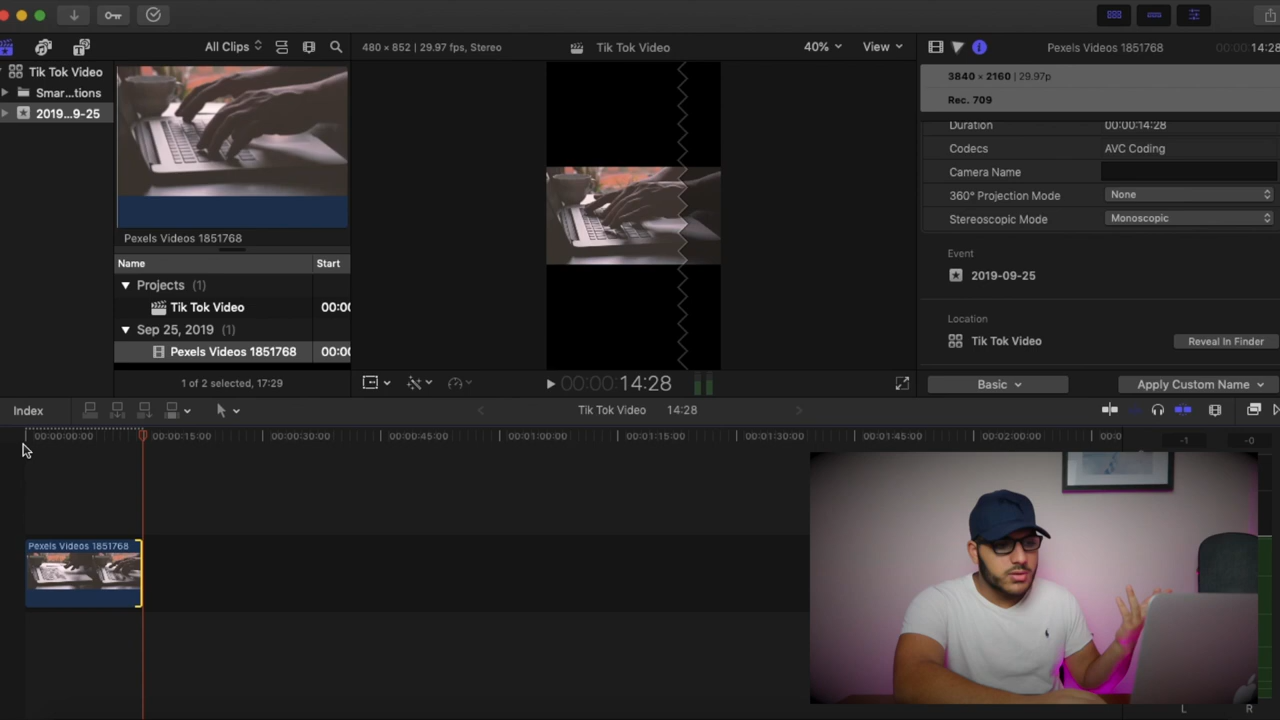 All Clips
480 × 852 | 29.97 fps, Stereo
Tik Tok Video
40%
View
Pexels Videos 1851768
00:00:14:28
Tik Tok Video
Smar...tions
2019...9-25
3840 × 2160 | 29.97p
Rec. 709
Duration
00:00:14:28
Codecs
AVC Coding
Camera Name
360° Projection Mode
None
Stereoscopic Mode
Monoscopic
Pexels Videos 1851768
Name
Start
Projects (1)
Tik Tok Video
00:00
Sep 25, 2019 (1)
Pexels Videos 1851768
00:00
1 of 2 selected, 17:29
Event
2019-09-25
Location
Tik Tok Video
Reveal In Finder
00:00:14:28
Basic
Apply Custom Name
Index
Tik Tok Video
14:28
00:00:00:00
00:00:15:00
00:00:30:00
00:00:45:00
00:01:00:00
00:01:15:00
00:01:30:00
00:01:45:00
00:02:00:00
00:0
-1
-0
Pexels Videos 1851768
L
R